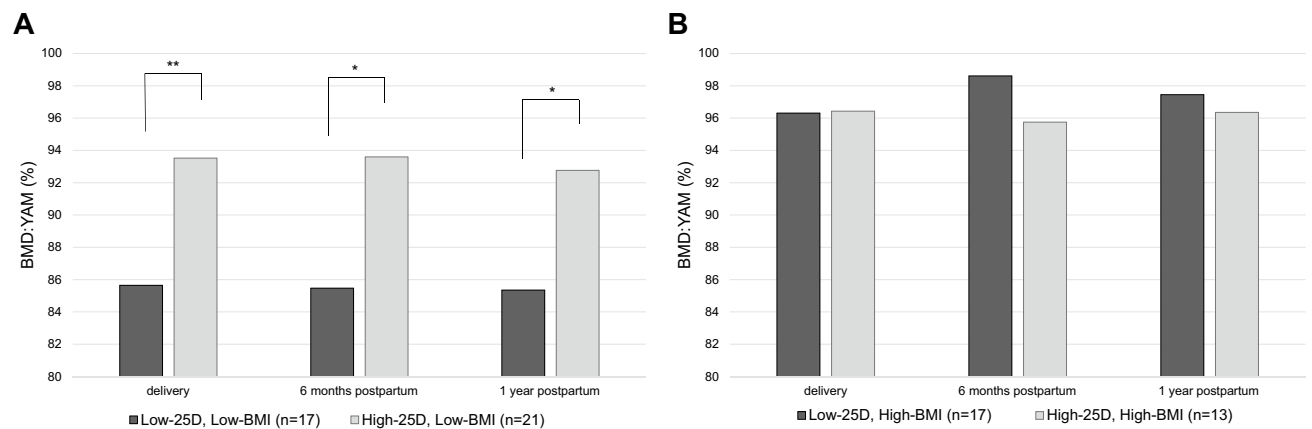 A
BMD:YAM (%)
100
98
96
94
92
90
88
86
84
82
80
**
*
*
delivery
6 months postpartum
1 year postpartum
Low-25D, Low-BMI (n=17)
High-25D, Low-BMI (n=21)
B
BMD:YAM (%)
100
98
96
94
92
90
88
86
84
82
80
delivery
6 months postpartum
1 year postpartum
Low-25D, High-BMI (n=17)
High-25D, High-BMI (n=13)